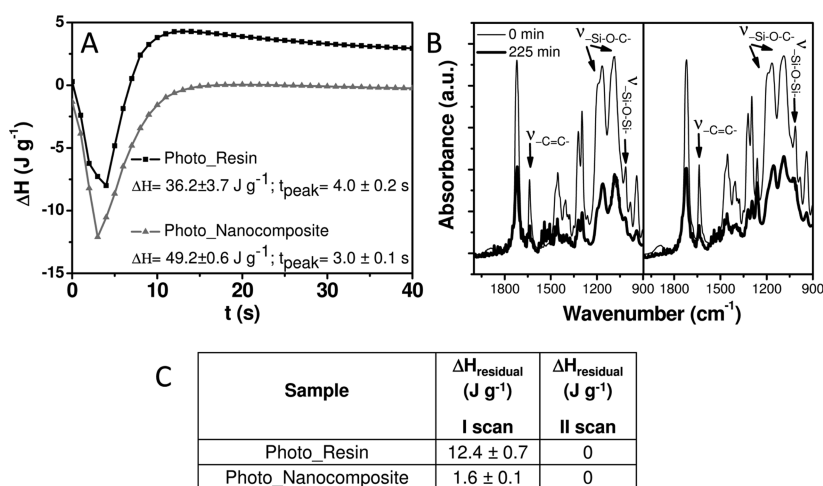 A
5
0
-5
-10
-15
ΔH (J g-1)
Photo_Resin
ΔH= 36.2±3.7 J g-1; tpeak= 4.0 ± 0.2 s
Photo_Nanocomposite
ΔH= 49.2±0.6 J g-1; tpeak= 3.0 ± 0.1 s
0 10 20 30 40
t (s)
B
0 min
225 min
Absorbance (a.u.)
ν-Si-O-C-
ν-Si-O-Si-
ν-C=C-
ν-Si-O-C-
ν-Si-O-Si-
ν-C=C-
1800 1500 1200 900 1800 1500 1200 900
Wavenumber (cm-1)
C
Sample ΔHresidual (J g-1) I scan ΔHresidual (J g-1) II scan
Photo_Resin 12.4 ± 0.7 0
Photo_Nanocomposite 1.6 ± 0.1 0